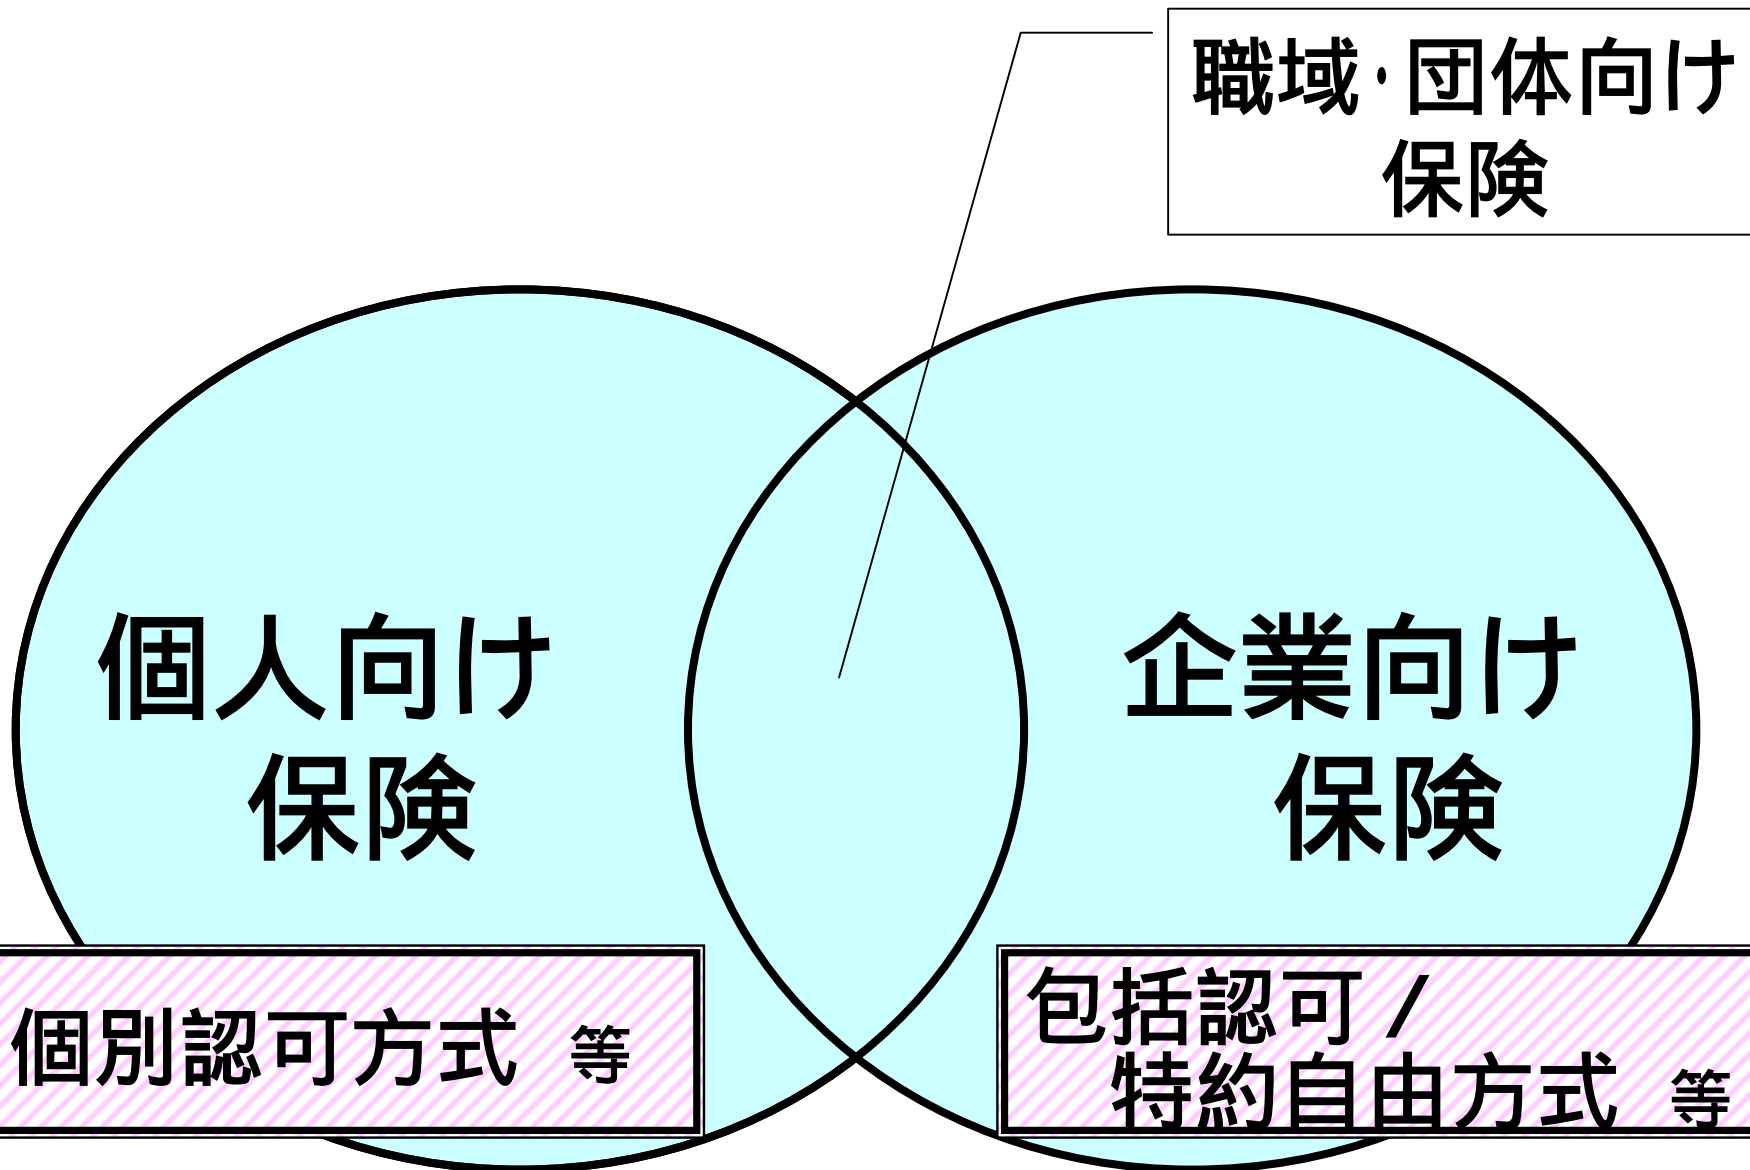 職域・団体向け
保険
個人向け
保険
企業向け
保険
個別認可方式 等
包括認可/
特約自由方式 等